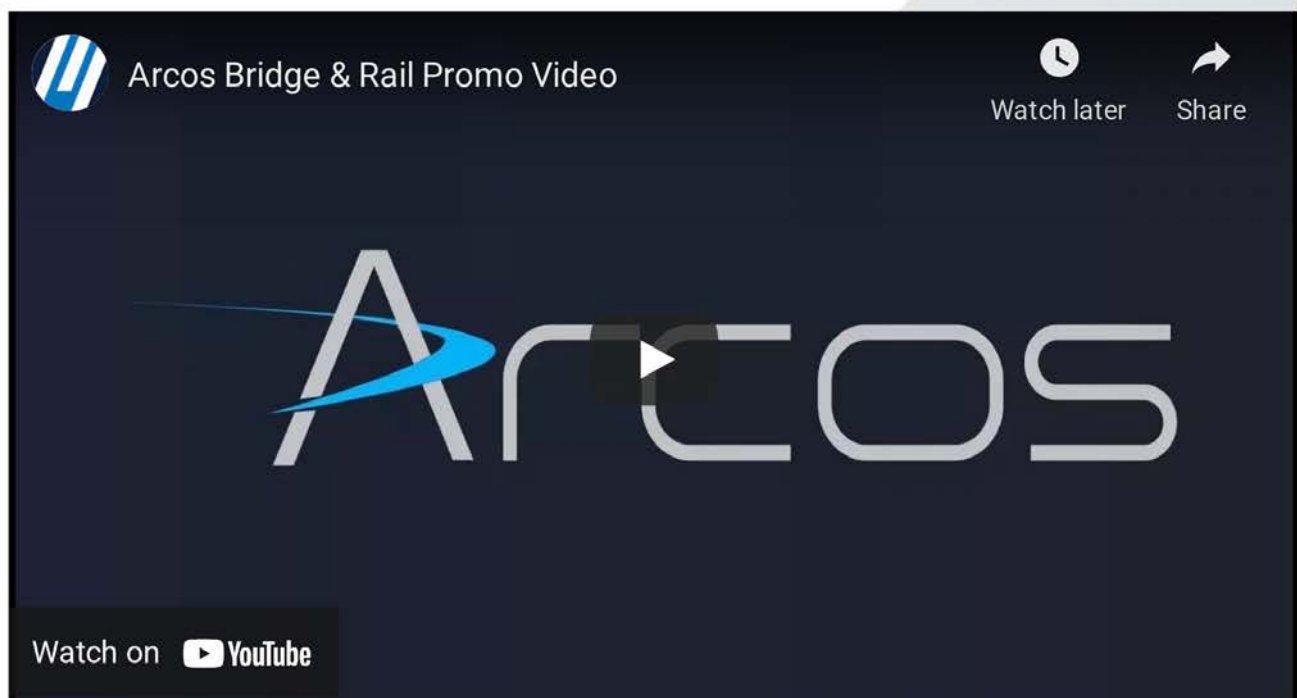 Arcos Bridge & Rail Promo Video
Watch later
Share
Arcos
Watch on YouTube